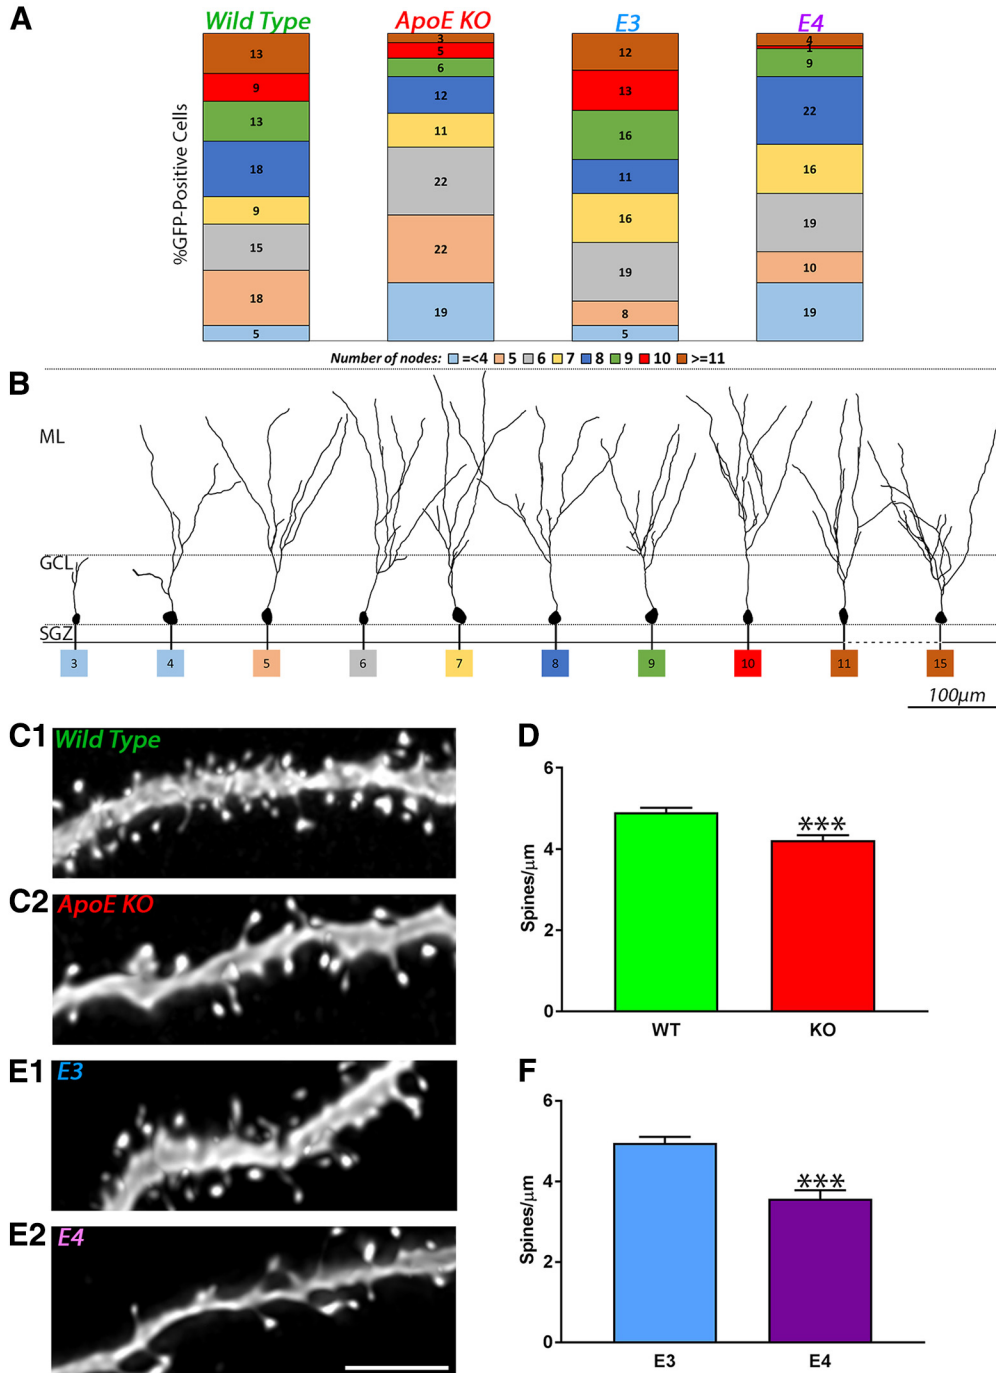 A
Wild Type
ApoE KO
E3
E4
%GFP-Positive Cells
13
9
13
18
9
15
18
5
3
5
6
12
11
22
22
19
12
13
16
11
16
19
8
5
4
1
9
22
16
19
10
19
Number of nodes: =<4 5 6 7 8 9 10 >=11
B
ML
GCL
SGZ
3 4 5 6 7 8 9 10 11 15
100µm
C1
Wild Type
C2
ApoE KO
D
Spines/µm
6
4
2
0
***
WT KO
E1
E3
E2
E4
F
Spines/µm
6
4
2
0
***
E3 E4